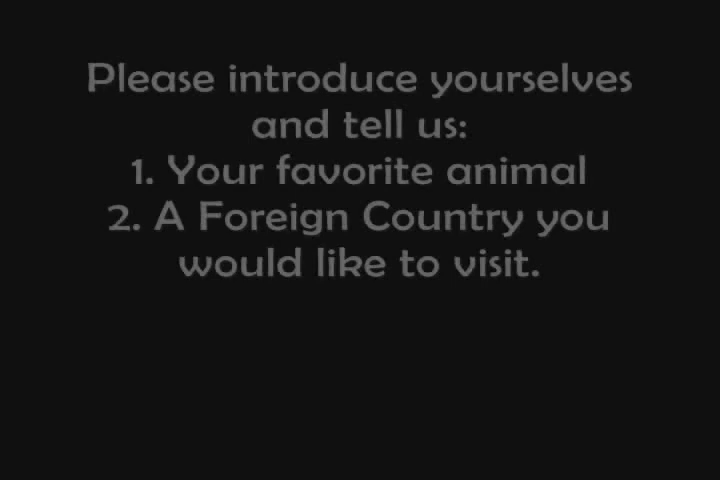 Please introduce yourselves
and tell us:
1. Your favorite animal
2. A Foreign Country you
would like to visit.